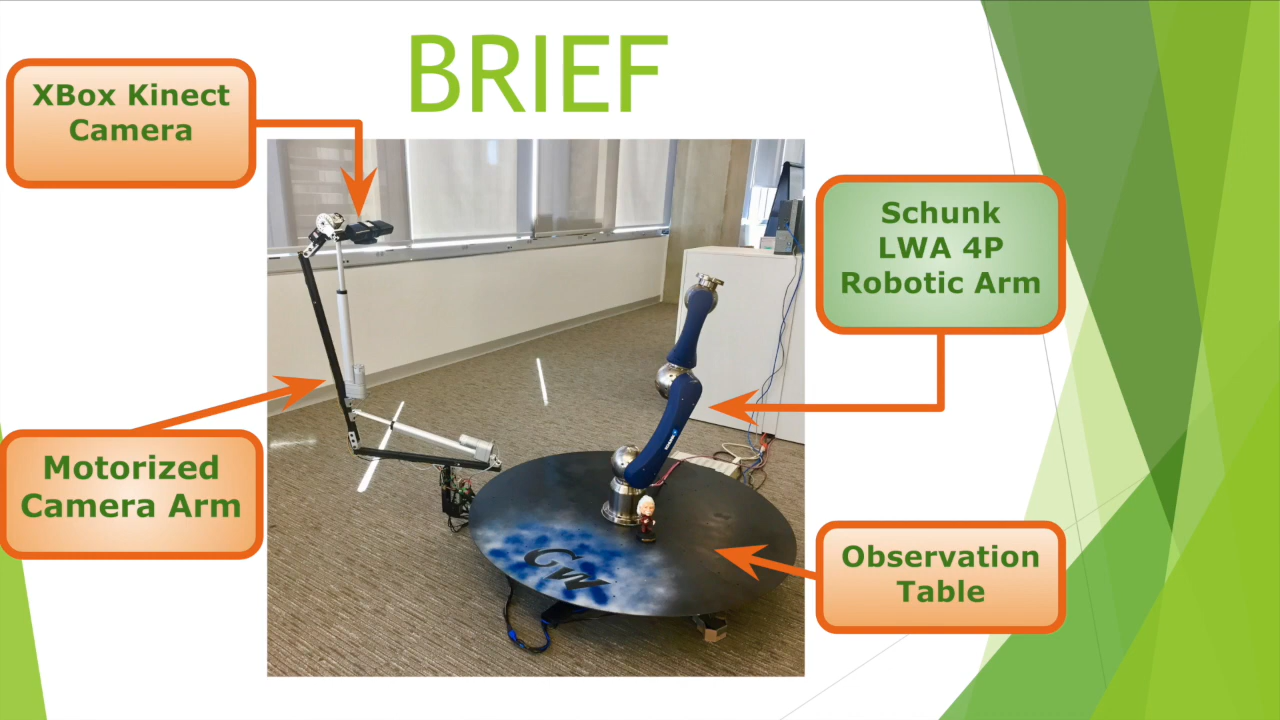 BRIEF
XBox Kinect
Camera
Schunk
LWA 4P
Robotic Arm
Motorized
Camera Arm
Observation
Table
GW